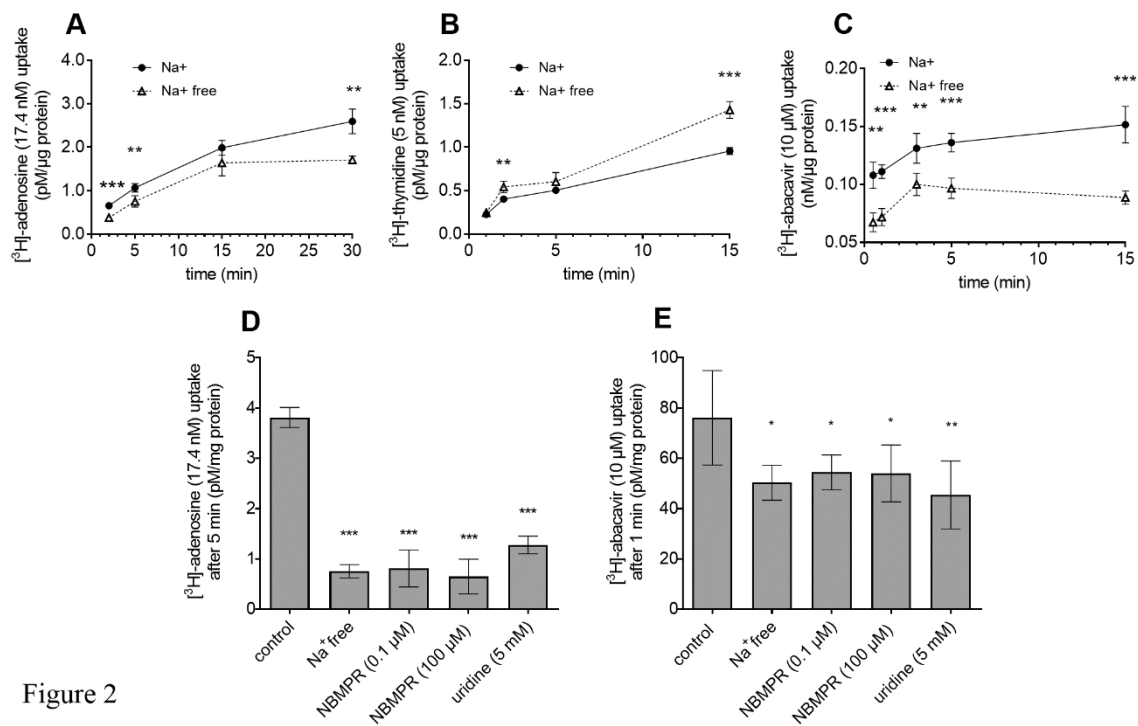 A
[³H]-adenosine (17.4 nM) uptake
(pM/µg protein)
4.0
3.0
2.0
1.0
0.0
Na+
Na+ free
***
**
**
0 5 10 15 20 25 30
time (min)
B
[³H]-thymidine (5 nM) uptake
(pM/µg protein)
2.0
1.5
1.0
0.5
0.0
Na+
Na+ free
**
***
0 5 10 15
time (min)
C
[³H]-abacavir (10 µM) uptake
(nM/µg protein)
0.20
0.15
0.10
0.05
Na+
Na+ free
**
***
**
***
***
0 5 10 15
time (min)
D
[³H]-adenosine (17.4 nM) uptake
after 5 min (pM/mg protein)
5
4
3
2
1
0
***
***
***
***
control
Na⁺free
NBMPR (0.1 µM)
NBMPR (100 µM)
uridine (5 mM)
E
[³H]-abacavir (10 µM) uptake
after 1 min (pM/mg protein)
100
80
60
40
20
0
*
*
*
**
control
Na⁺free
NBMPR (0.1 µM)
NBMPR (100 µM)
uridine (5 mM)
Figure 2